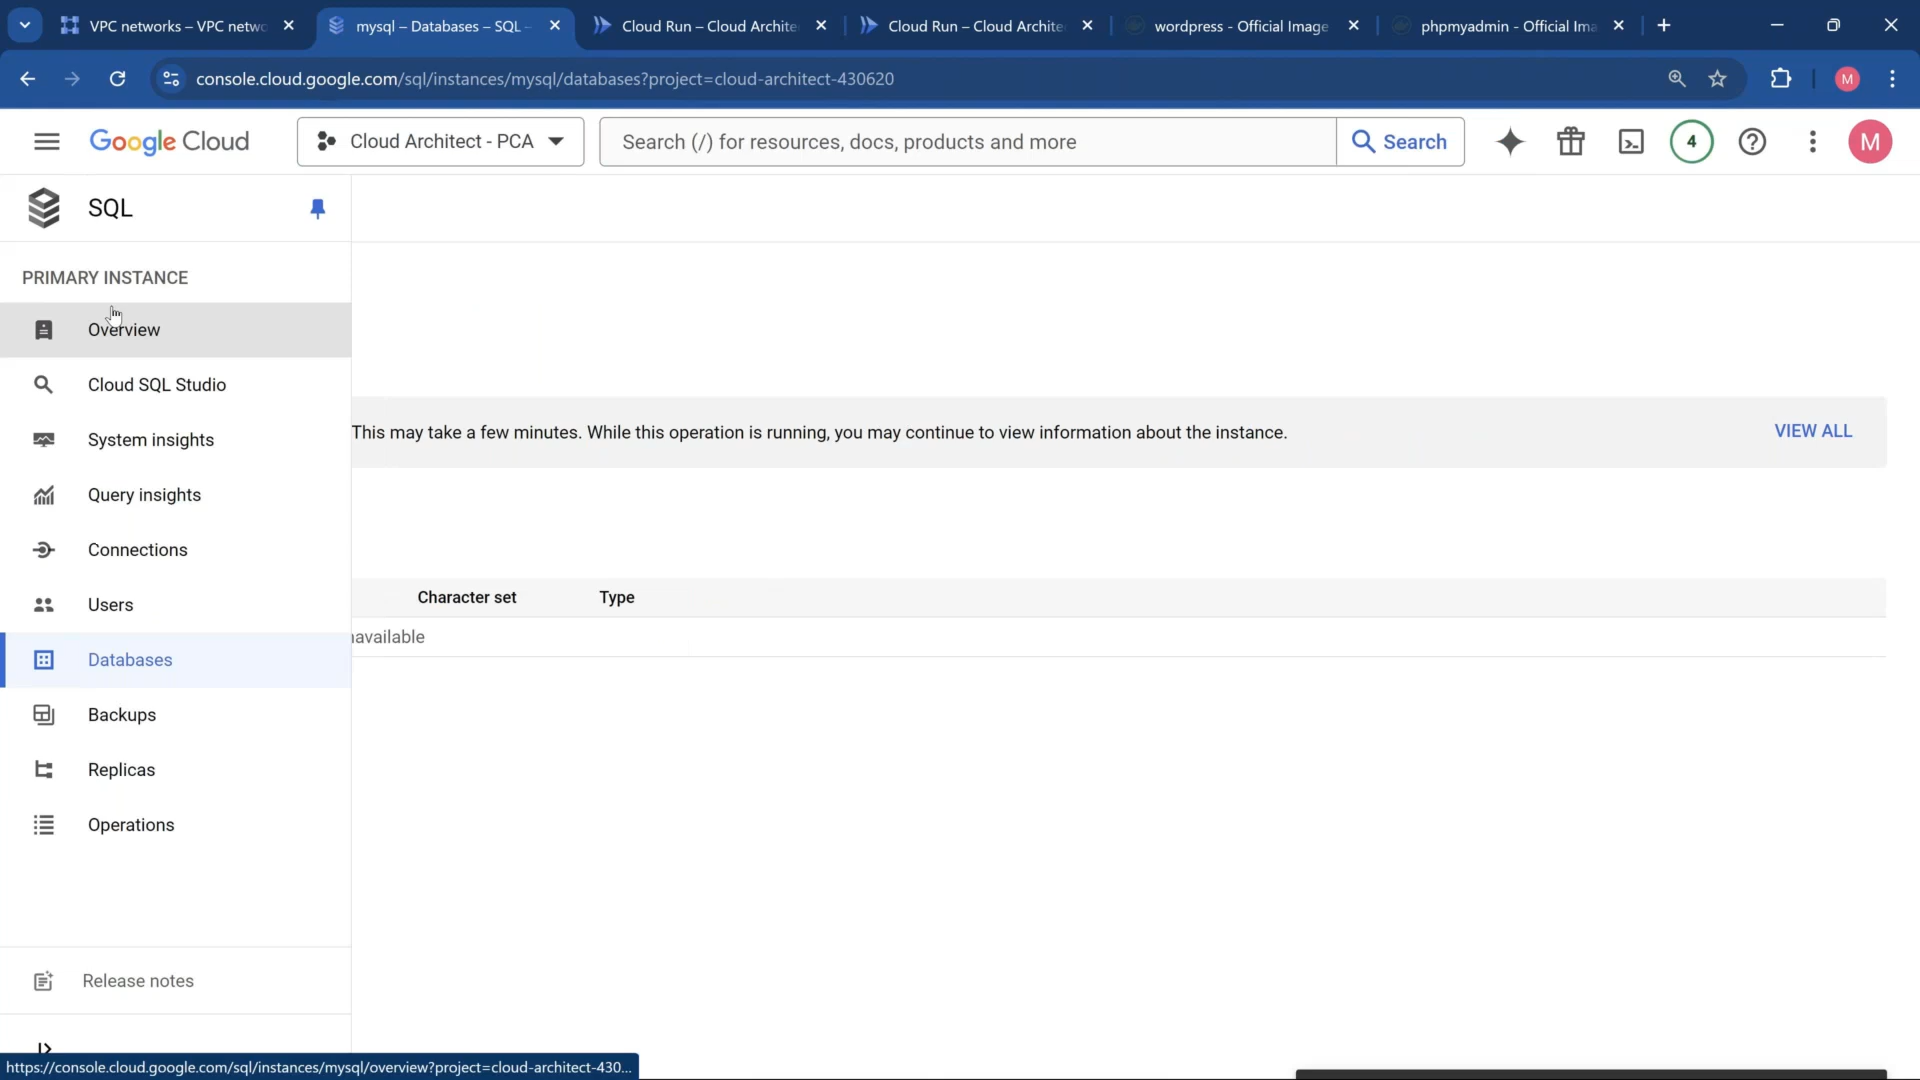 VPC networks – VPC netwo
mysql – Databases – SQL –
Cloud Run – Cloud Archite
Cloud Run – Cloud Archite
wordpress - Official Image
phpmyadmin - Official Ima
console.cloud.google.com/sql/instances/mysql/databases?project=cloud-architect-430620
M
Google Cloud
Cloud Architect - PCA
Search (/) for resources, docs, products and more
Search
4
M
SQL
PRIMARY INSTANCE
Overview
Cloud SQL Studio
System insights
Query insights
Connections
Users
Databases
Backups
Replicas
Operations
Release notes
This may take a few minutes. While this operation is running, you may continue to view information about the instance.
VIEW ALL
Character set
Type
available
https://console.cloud.google.com/sql/instances/mysql/overview?project=cloud-architect-430...